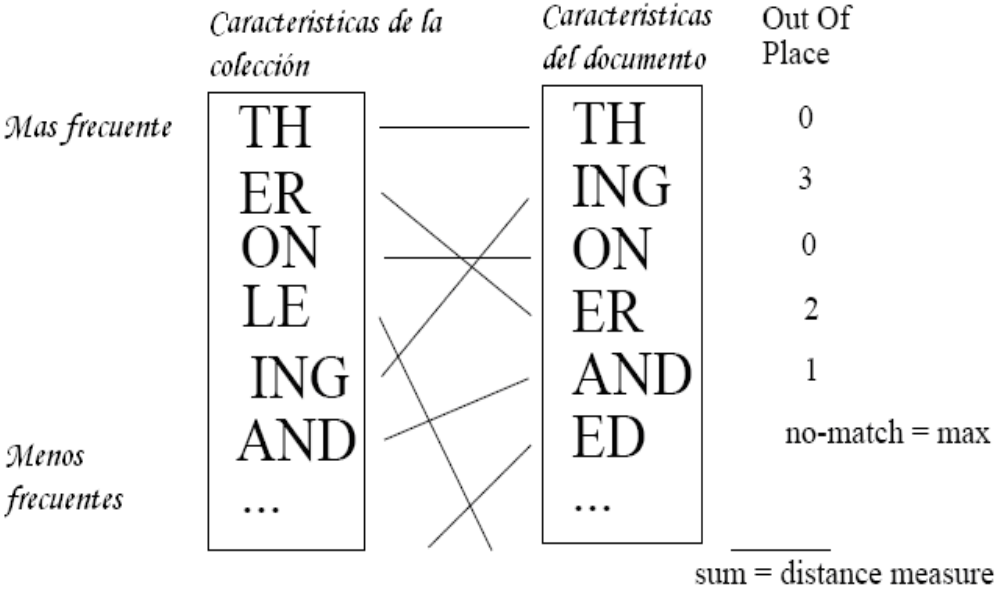 Caracteristicas de la
colección
Caracteristicas
del documento
Out Of
Place
Mas frecuente
TH
TH
0
ER
ING
3
ON
ON
0
LE
ER
2
ING
AND
1
AND
ED
no-match = max
Menos
frecuentes
...
...
sum = distance measure